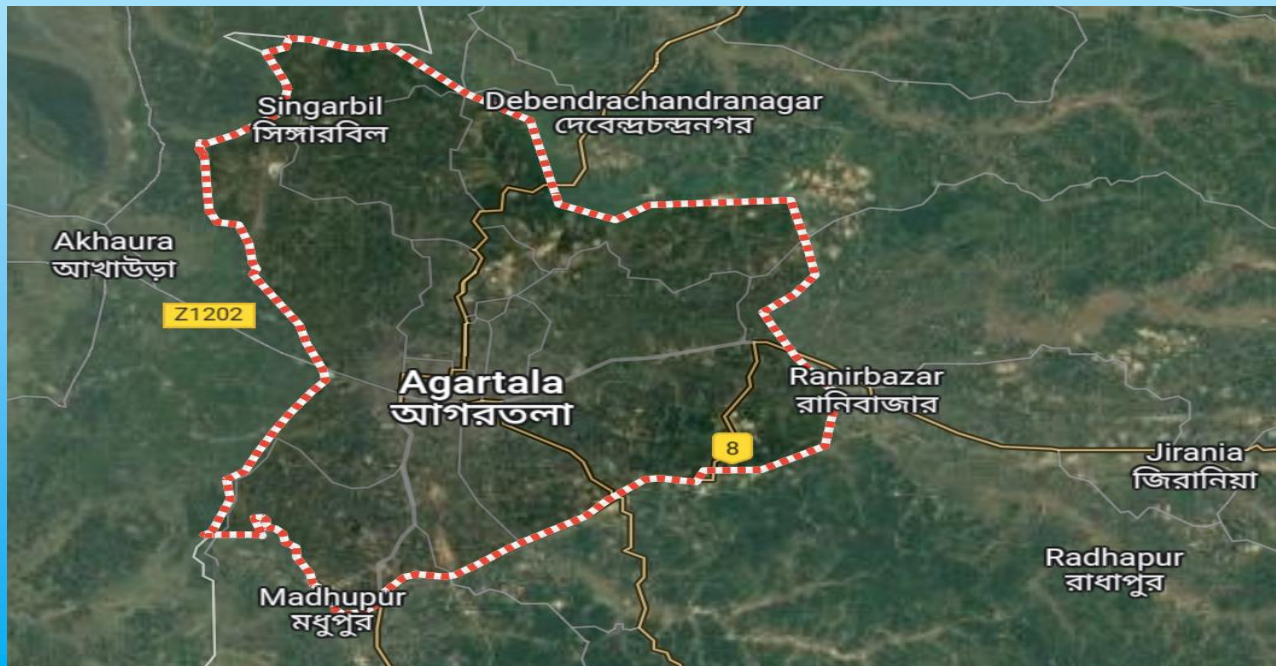 Singarbil
সিঙ্গারবিল
Debendrachandranagar
দেবেন্দ্রচন্দ্রনগর
Akhaura
আখাউড়া
Z1202
Agartala
আগরতলা
Ranirbazar
রানিবাজার
8
Jirania
জিরানিয়া
Radhapur
রাধাপুর
Madhupur
মধুপুর